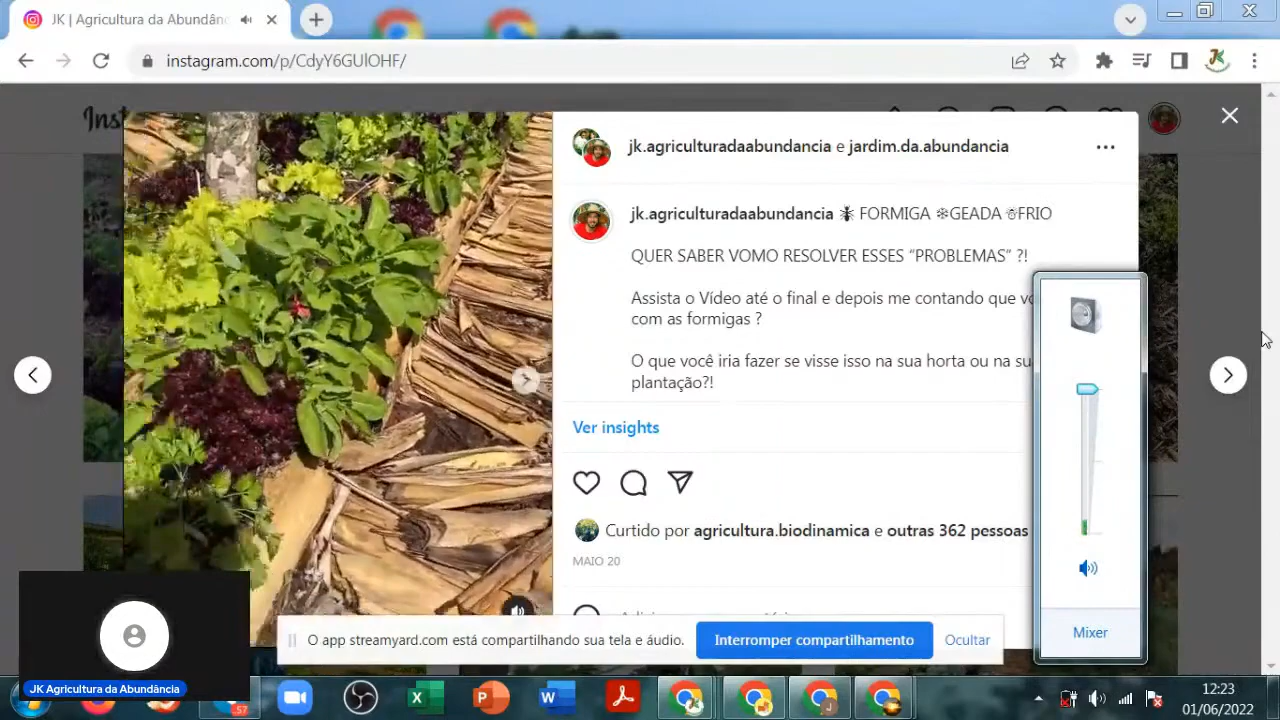 JK | Agricultura da Abundânc
instagram.com/p/CdyY6GUlOHF/
Inst
jk.agriculturadaabundancia e jardim.da.abundancia
jk.agriculturadaabundancia 🕷 FORMIGA ❄GEADA ☃FRIO
QUER SABER VOMO RESOLVER ESSES “PROBLEMAS” ?!
Assista o Vídeo até o final e depois me contando que vo
com as formigas ?
O que você iria fazer se visse isso na sua horta ou na su
plantação?!
Ver insights
Curtido por agricultura.biodinamica e outras 362 pessoas
MAIO 20
O app streamyard.com está compartilhando sua tela e áudio.
Interromper compartilhamento
Ocultar
Mixer
JK Agricultura da Abundância
57
12:23
01/06/2022